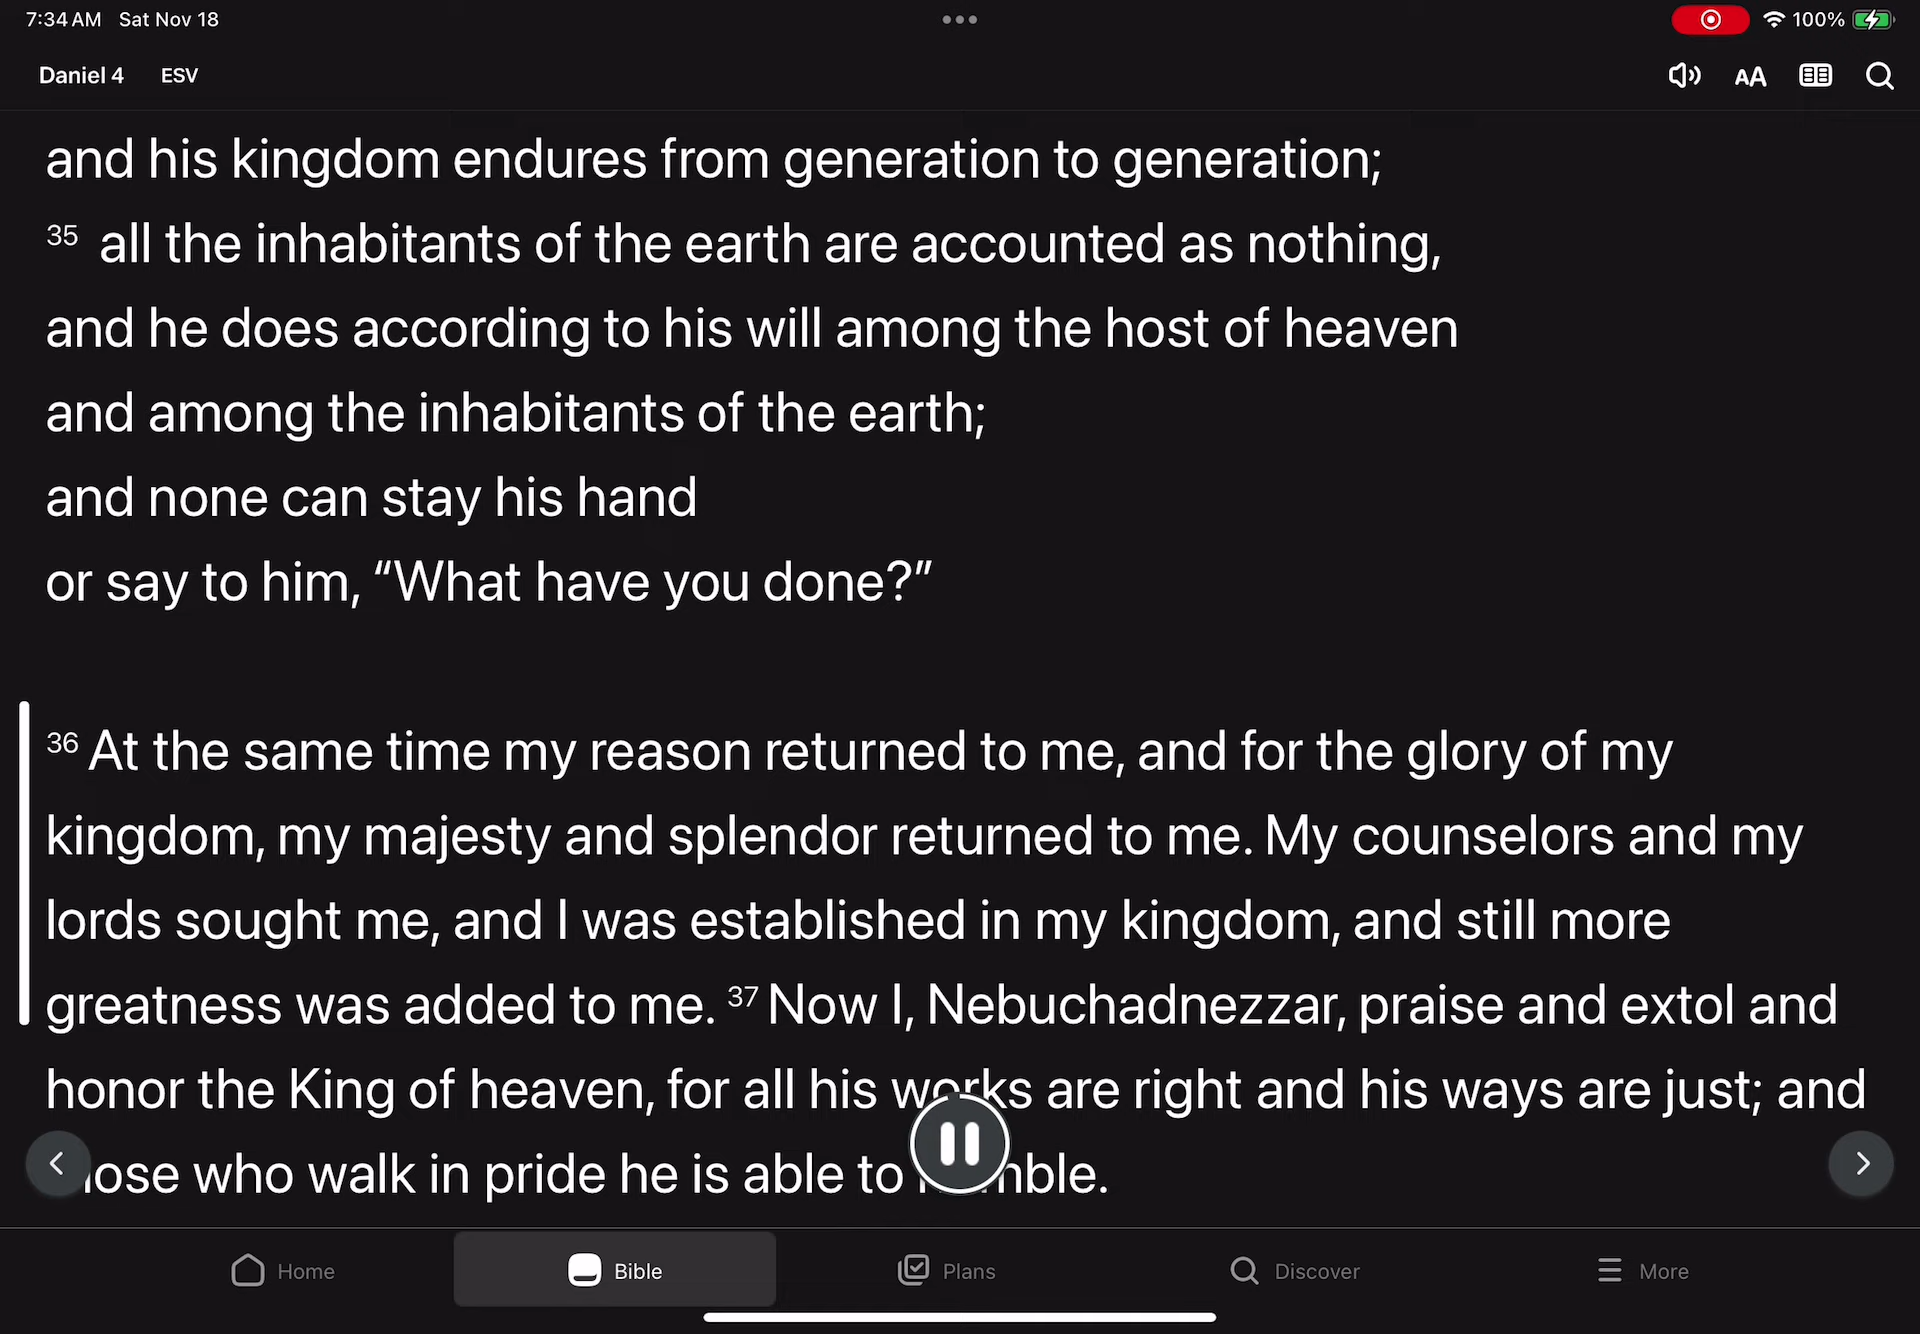 7:34 AM Sat Nov 18
100%
Daniel 4 ESV
AA
and his kingdom endures from generation to generation;
35 all the inhabitants of the earth are accounted as nothing,
and he does according to his will among the host of heaven
and among the inhabitants of the earth;
and none can stay his hand
or say to him, “What have you done?”
36 At the same time my reason returned to me, and for the glory of my
kingdom, my majesty and splendor returned to me. My counselors and my
lords sought me, and I was established in my kingdom, and still more
greatness was added to me. 37 Now I, Nebuchadnezzar, praise and extol and
honor the King of heaven, for all his works are right and his ways are just; and
who walk in pride he is able to
Home Bible Plans Discover More